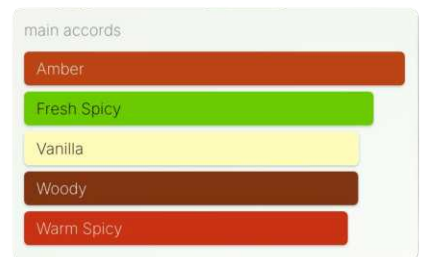 main accords
Amber
Fresh Spicy
Vanilla
Woody
Warm Spicy